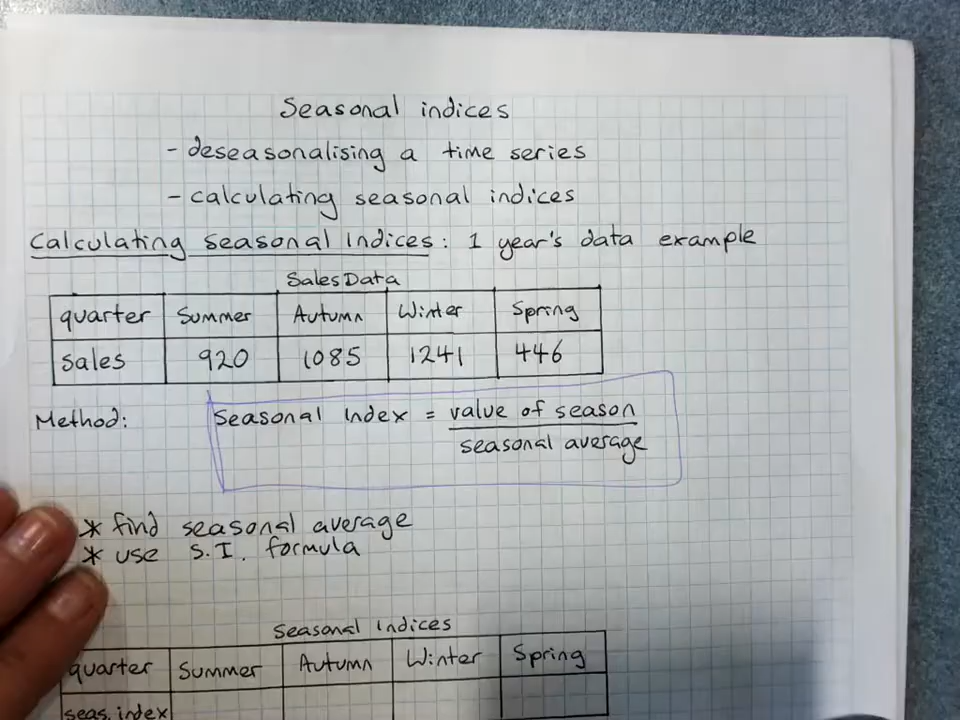 Seasonal indices
- deseasonalising a time series
- calculating seasonal indices
Calculating seasonal Indices: 1 year's data example
Sales Data
quarter Summer Autumn Winter Spring
sales 920 1085 1241 446
Method: Seasonal Index = value of season
seasonal average
* find seasonal average
* use S.I. formula
Seasonal Indices
quarter Summer Autumn Winter Spring
seas. index